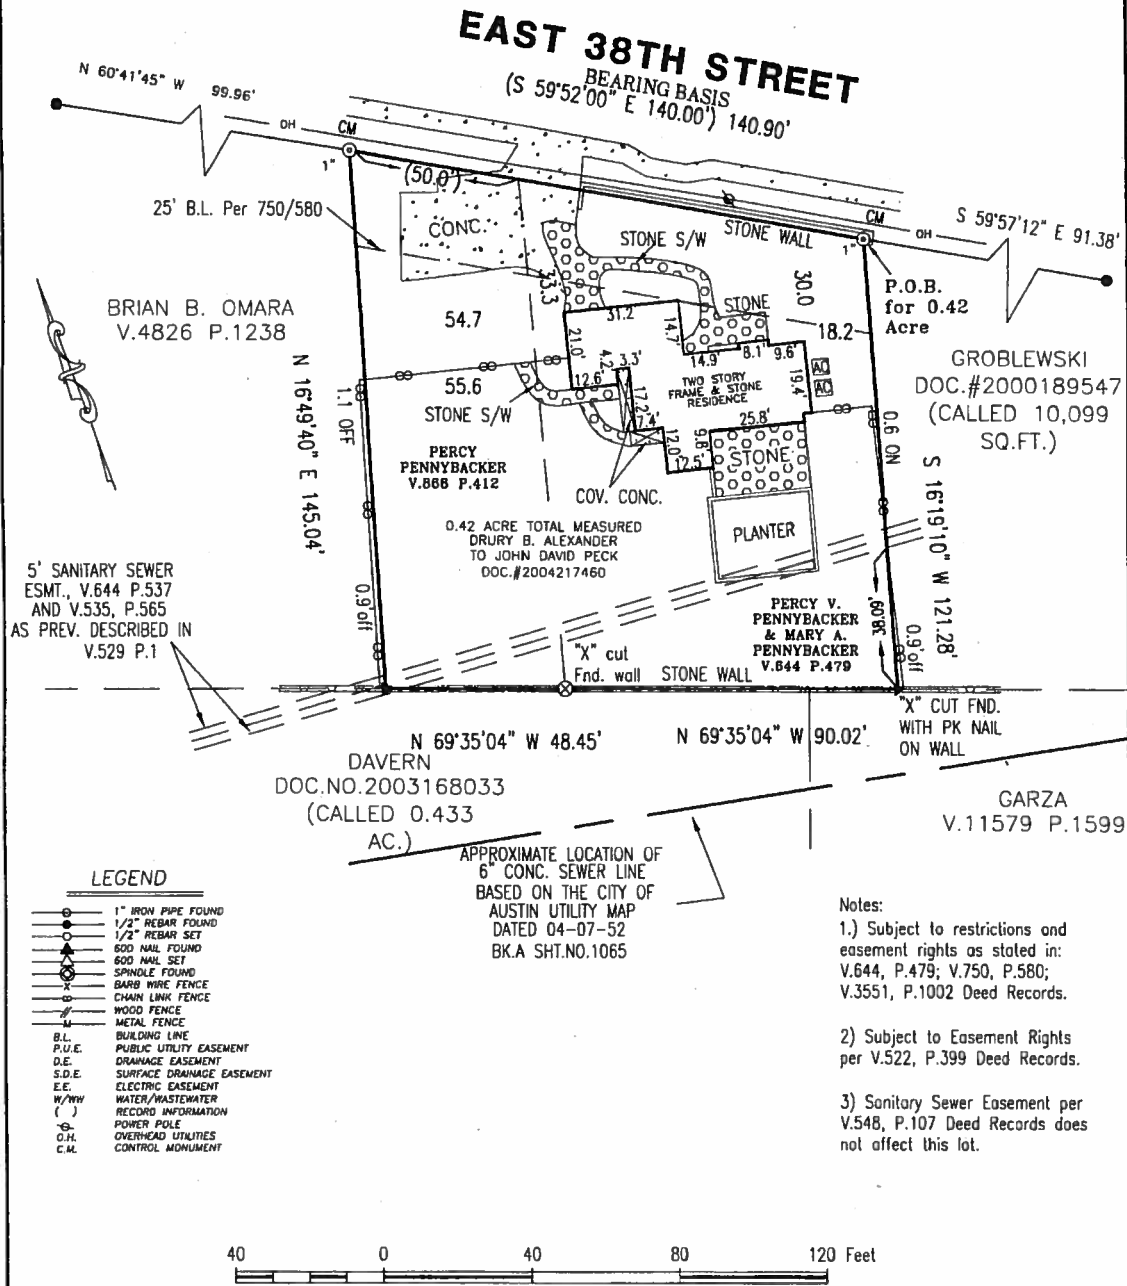 EAST 38TH STREET
BEARING BASIS
(S 59°52'00" E 140.00') 140.90'
N 60°41'45" W 99.96'
OH
CM
1"
(50.0')
25' B.L. Per 750/580
CONC.
STONE S/W
STONE WALL
CM
OH
S 59°57'12" E 91.38'
1"
P.O.B.
for 0.42
Acre
BRIAN B. OMARA
V.4826 P.1238
33.3
30.0
54.7
31.2
STONE
18.2
14.7'
21.0'
14.9'
8.1'
9.6'
GROBLEWSKI
DOC.#2000189547
(CALLED 10,099
SQ.FT.)
4.2'
3.3'
AC
AC
N 16°49'40" E 145.04'
1.1 OFF
55.6
12.6'
TWO STORY
FRAME & STONE
RESIDENCE
19.4'
STONE S/W
17.2'
7.4'
25.8'
0.6 ON
PERCY
PENNYBACKER
V.866 P.412
12.0'
9.8'
12.5'
STONE
S 16°19'10" W 121.28'
COV. CONC.
0.42 ACRE TOTAL MEASURED
DRURY B. ALEXANDER
TO JOHN DAVID PECK
DOC.#2004217460
PLANTER
5' SANITARY SEWER
ESMT., V.644 P.537
AND V.535, P.565
AS PREV. DESCRIBED IN
V.529 P.1
0.9' off
PERCY V.
PENNYBACKER
& MARY A.
PENNYBACKER
V.644 P.479
38.09'
0.9' off
"X" cut
Fnd. wall
STONE WALL
"X" CUT FND.
WITH PK NAIL
ON WALL
N 69°35'04" W 48.45'
N 69°35'04" W 90.02'
DAVERN
DOC.NO.2003168033
(CALLED 0.433
AC.)
GARZA
V.11579 P.1599
APPROXIMATE LOCATION OF
6" CONC. SEWER LINE
BASED ON THE CITY OF
AUSTIN UTILITY MAP
DATED 04-07-52
BK.A SHT.NO.1065
LEGEND
1" IRON PIPE FOUND
1/2" REBAR FOUND
1/2" REBAR SET
60D NAIL FOUND
60D NAIL SET
SPINDLE FOUND
BARB WIRE FENCE
CHAIN LINK FENCE
WOOD FENCE
METAL FENCE
B.L. BUILDING LINE
P.U.E. PUBLIC UTILITY EASEMENT
D.E. DRAINAGE EASEMENT
S.D.E. SURFACE DRAINAGE EASEMENT
E.E. ELECTRIC EASEMENT
W/WW WATER/WASTEWATER
( ) RECORD INFORMATION
POWER POLE
O.H. OVERHEAD UTILITIES
C.M. CONTROL MONUMENT
Notes:
1.) Subject to restrictions and
easement rights as stated in:
V.644, P.479; V.750, P.580;
V.3551, P.1002 Deed Records.
2) Subject to Easement Rights
per V.522, P.399 Deed Records.
3) Sanitary Sewer Easement per
V.548, P.107 Deed Records does
not affect this lot.
40 0 40 80 120 Feet